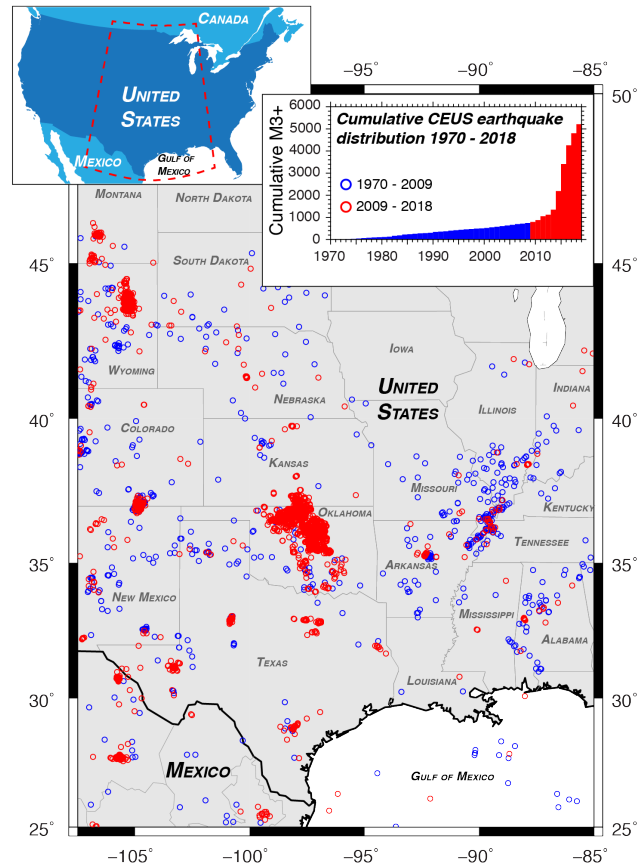 CANADA
UNITED
STATES
MEXICO
GULF OF
MEXICO
−95°
−90°
−85°
50°
Cumulative CEUS earthquake
distribution 1970 - 2018
1970 - 2009
2009 - 2018
Cumulative M3+
6000
5000
4000
3000
2000
1000
0
1970
1980
1990
2000
2010
MONTANA
NORTH DAKOTA
45°
SOUTH DAKOTA
45°
IOWA
WYOMING
UNITED
STATES
INDIANA
NEBRASKA
ILLINOIS
40°
COLORADO
40°
KANSAS
MISSOURI
OKLAHOMA
KENTUCKY
TENNESSEE
35°
ARKANSAS
35°
NEW MEXICO
MISSISSIPPI
ALABAMA
TEXAS
LOUISIANA
30°
30°
MEXICO
GULF OF MEXICO
25°
25°
−105°
−100°
−95°
−90°
−85°